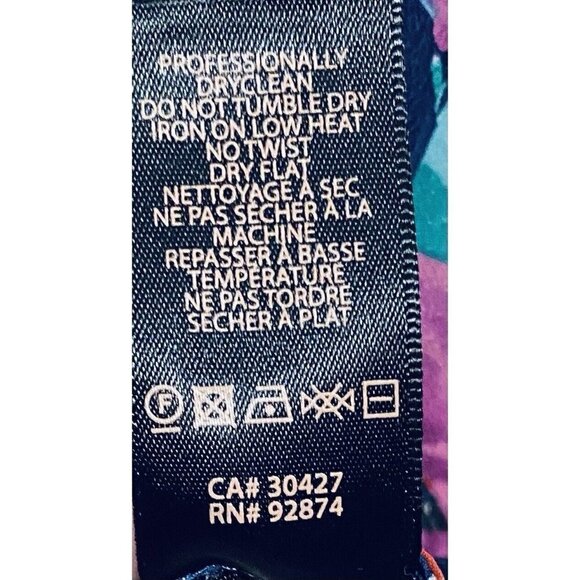 PROFESSIONALLY
DRYCLEAN
DO NOT TUMBLE DRY
IRON ON LOW HEAT
NO TWIST
DRY FLAT
NETTOYAGE À SEC
NE PAS SÉCHER À LA
MACHINE
REPASSER À BASSE
TEMPÉRATURE
NE PAS TORDRE
SÉCHER À PLAT
F
CA# 30427
RN# 92874